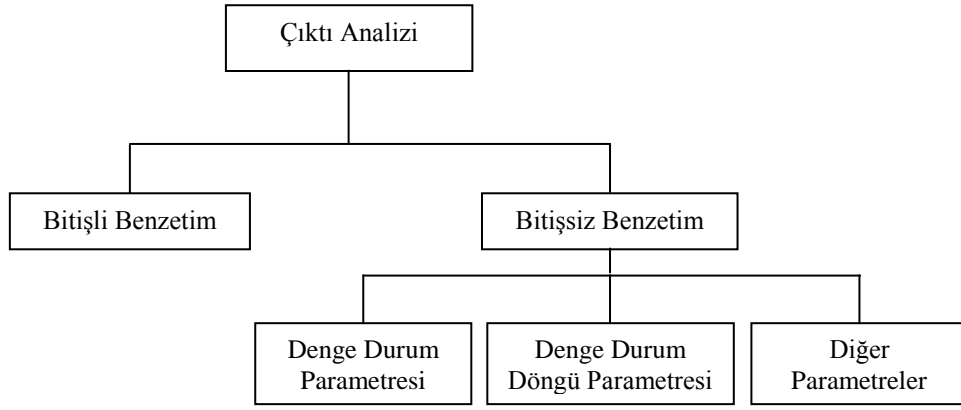 Çıktı Analizi
Bitişli Benzetim
Bitişsiz Benzetim
Denge Durum
Parametresi
Denge Durum
Döngü Parametresi
Diğer
Parametreler